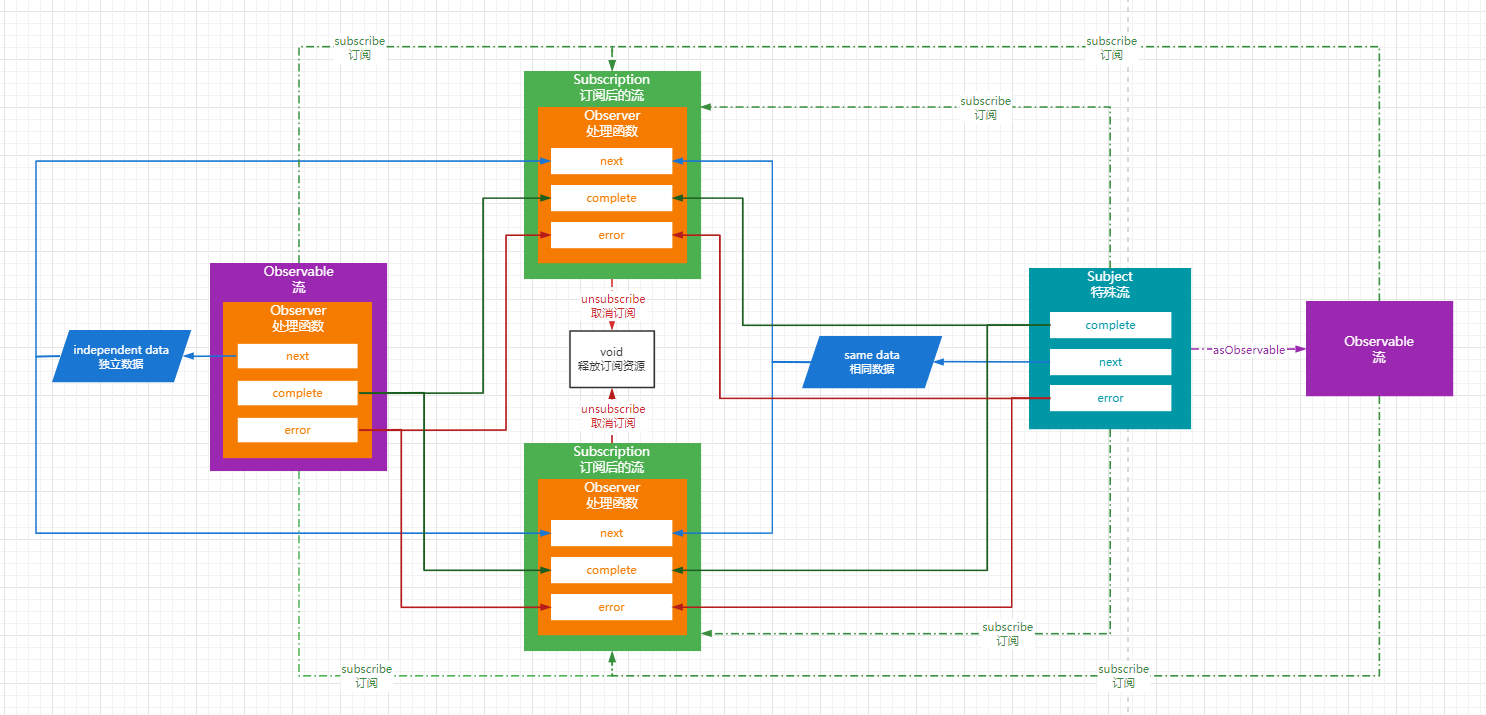 subscribe
订阅
subscribe
订阅
Subscription
订阅后的流
Observer
处理函数
next
complete
error
subscribe
订阅
Observable
流
Observer
处理函数
next
complete
error
independent data
独立数据
unsubscribe
取消订阅
void
释放订阅资源
unsubscribe
取消订阅
same data
相同数据
Subject
特殊流
complete
next
error
asObservable
Observable
流
Subscription
订阅后的流
Observer
处理函数
next
complete
error
subscribe
订阅
subscribe
订阅
subscribe
订阅